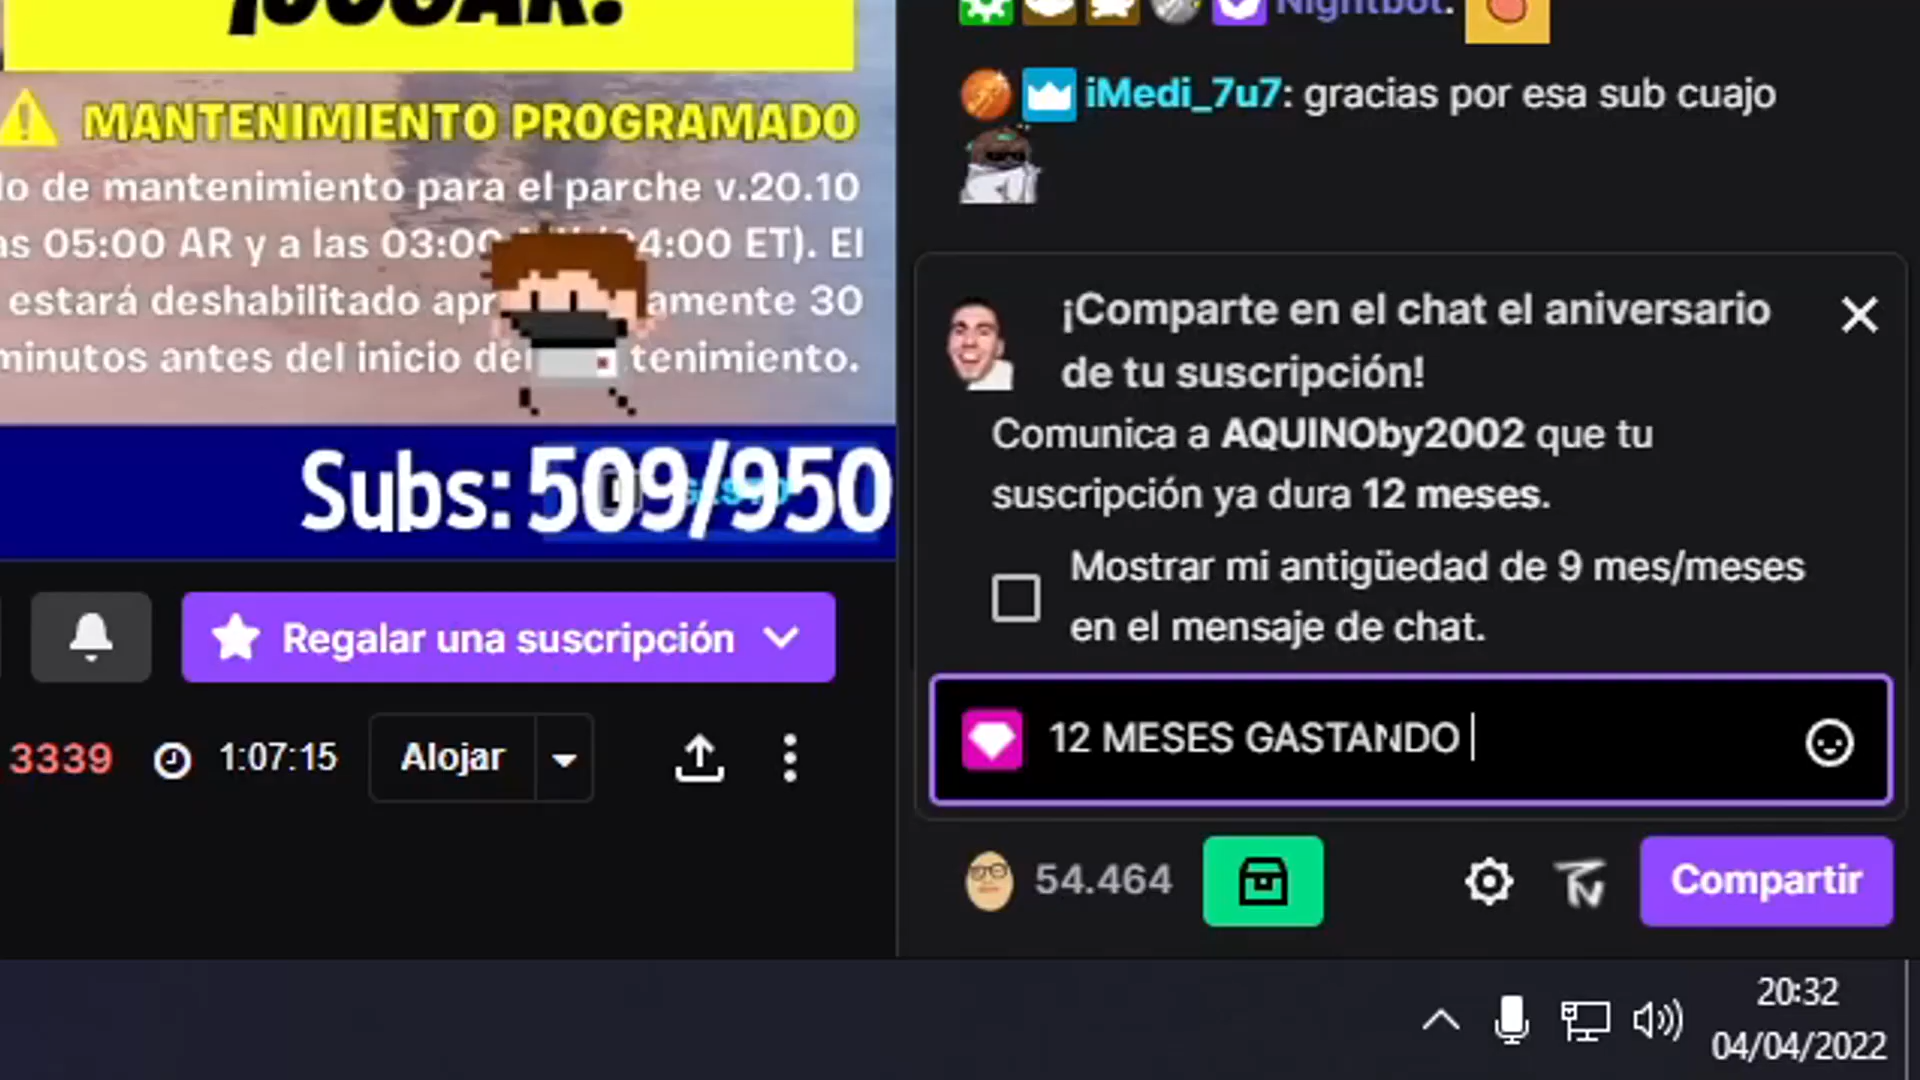 ¡JUGAR!
MANTENIMIENTO PROGRAMADO
de mantenimiento para el parche v.20.10
05:00 AR y a las 03:00 4:00 ET). El
estará deshabilitado apr amente 30
minutos antes del inicio del tenimiento.
Subs: 509/950
Regalar una suscripción
3339 1:07:15 Alojar
Nightbot:
iMedi_7u7: gracias por esa sub cuajo
¡Comparte en el chat el aniversario
de tu suscripción!
Comunica a AQUINOby2002 que tu
suscripción ya dura 12 meses.
Mostrar mi antigüedad de 9 mes/meses
en el mensaje de chat.
12 MESES GASTANDO
54.464
Compartir
20:32
04/04/2022